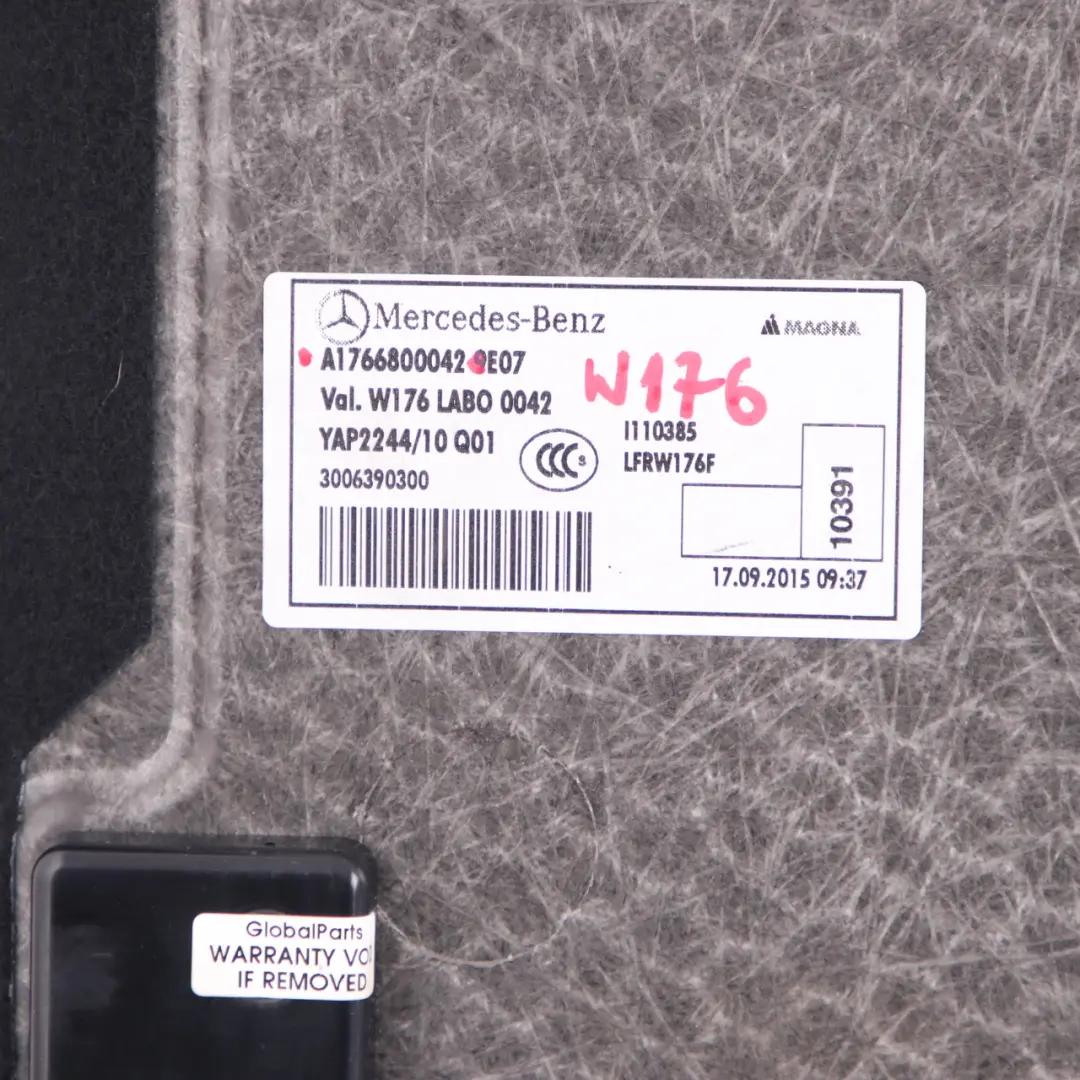 Mercedes-Benz
MAGNA
A1766800042 9E07
W176
Val. W176 LABO 0042
YAP2244/10 Q01
CCC S
I110385
LFRW176F
3006390300
10391
17.09.2015 09:37
GlobalParts
WARRANTY VO
IF REMOVED